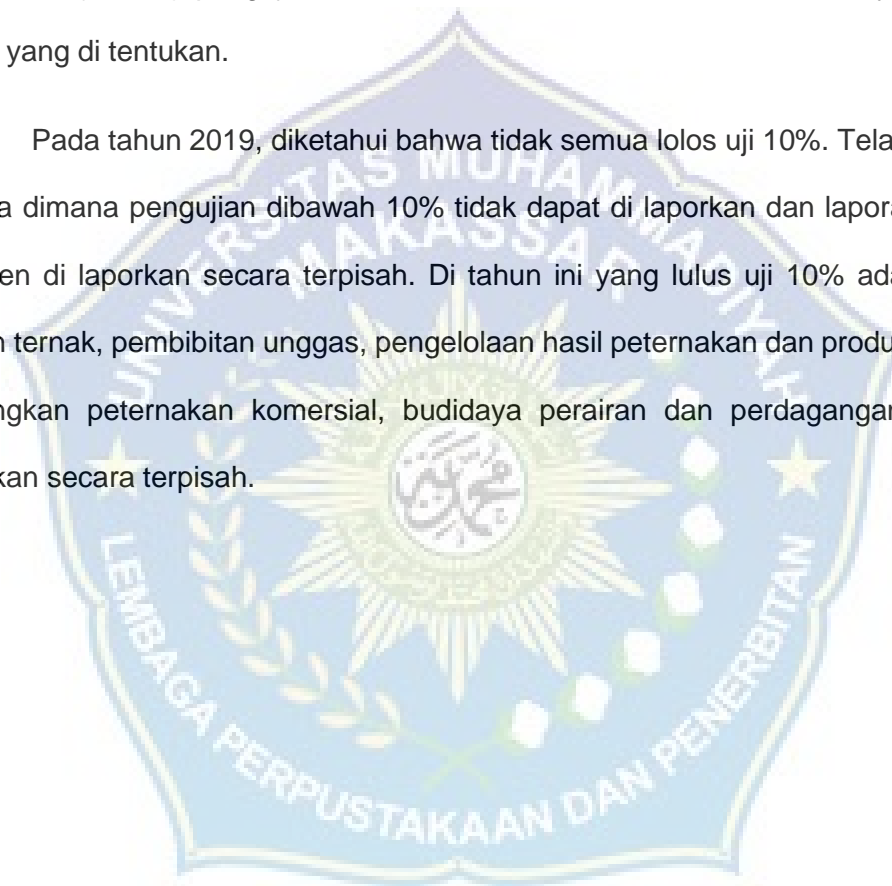 yang di tentukan.
Pada tahun 2019, diketahui bahwa tidak semua lolos uji 10%. Tela
a dimana pengujian dibawah 10% tidak dapat di laporkan dan lapora
en di laporkan secara terpisah. Di tahun ini yang lulus uji 10% ada
n ternak, pembibitan unggas, pengelolaan hasil peternakan dan produ
ngkan peternakan komersial, budidaya perairan dan perdagangan
kan secara terpisah.
UNIVERSITAS MUHAMMADIYAH
MAKASSAR
LEMBAGA PERPUSTAKAAN DAN PENERBITAN